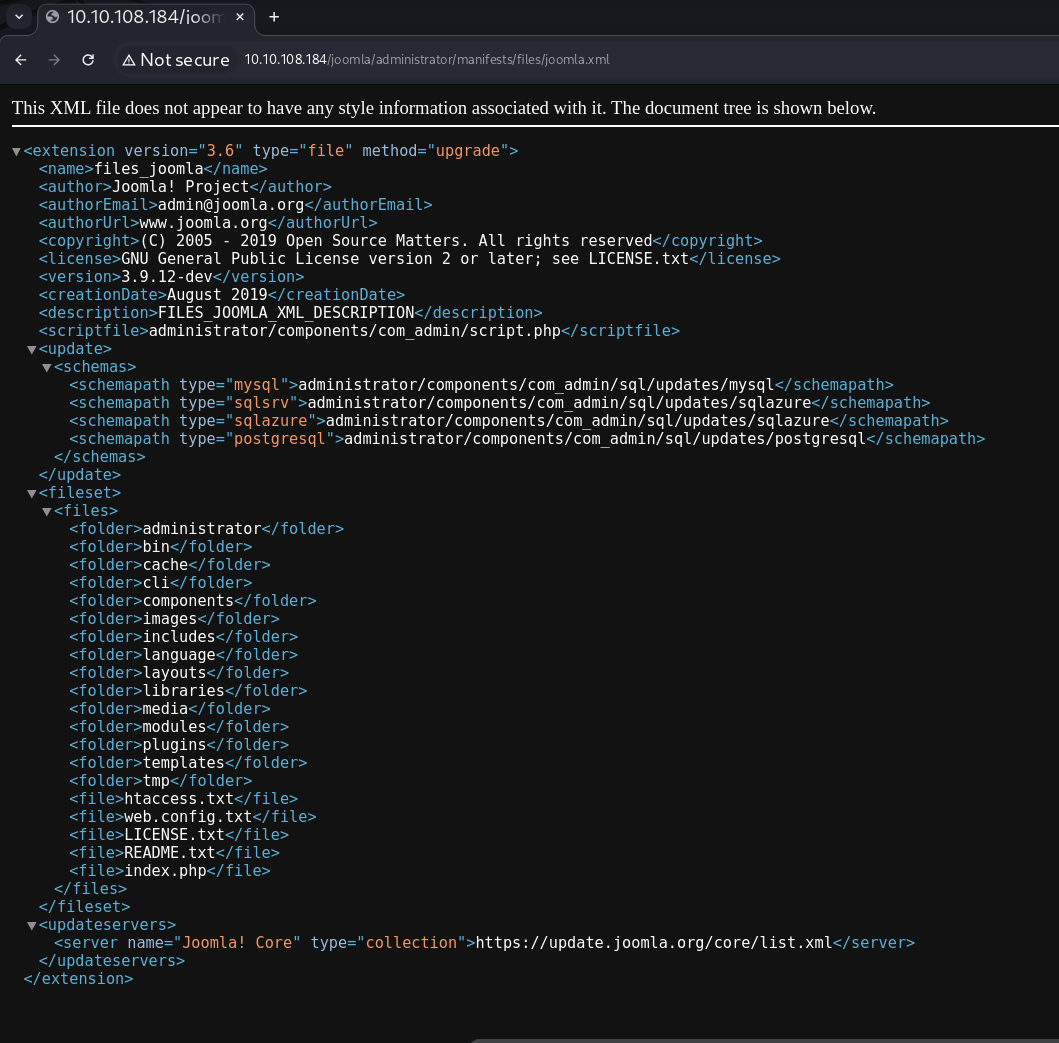 10.10.108.184/joom
Not secure 10.10.108.184/joomla/administrator/manifests/files/joomla.xml
This XML file does not appear to have any style information associated with it. The document tree is shown below.
▼<extension version="3.6" type="file" method="upgrade">
<name>files_joomla</name>
<author>Joomla! Project</author>
<authorEmail>admin@joomla.org</authorEmail>
<authorUrl>www.joomla.org</authorUrl>
<copyright>(C) 2005 - 2019 Open Source Matters. All rights reserved</copyright>
<license>GNU General Public License version 2 or later; see LICENSE.txt</license>
<version>3.9.12-dev</version>
<creationDate>August 2019</creationDate>
<description>FILES_JOOMLA_XML_DESCRIPTION</description>
<scriptfile>administrator/components/com_admin/script.php</scriptfile>
▼<update>
▼<schemas>
<schemapath type="mysql">administrator/components/com_admin/sql/updates/mysql</schemapath>
<schemapath type="sqlsrv">administrator/components/com_admin/sql/updates/sqlazure</schemapath>
<schemapath type="sqlazure">administrator/components/com_admin/sql/updates/sqlazure</schemapath>
<schemapath type="postgresql">administrator/components/com_admin/sql/updates/postgresql</schemapath>
</schemas>
</update>
▼<fileset>
▼<files>
<folder>administrator</folder>
<folder>bin</folder>
<folder>cache</folder>
<folder>cli</folder>
<folder>components</folder>
<folder>images</folder>
<folder>includes</folder>
<folder>language</folder>
<folder>layouts</folder>
<folder>libraries</folder>
<folder>media</folder>
<folder>modules</folder>
<folder>plugins</folder>
<folder>templates</folder>
<folder>tmp</folder>
<file>htaccess.txt</file>
<file>web.config.txt</file>
<file>LICENSE.txt</file>
<file>README.txt</file>
<file>index.php</file>
</files>
</fileset>
▼<updateservers>
<server name="Joomla! Core" type="collection">https://update.joomla.org/core/list.xml</server>
</updateservers>
</extension>